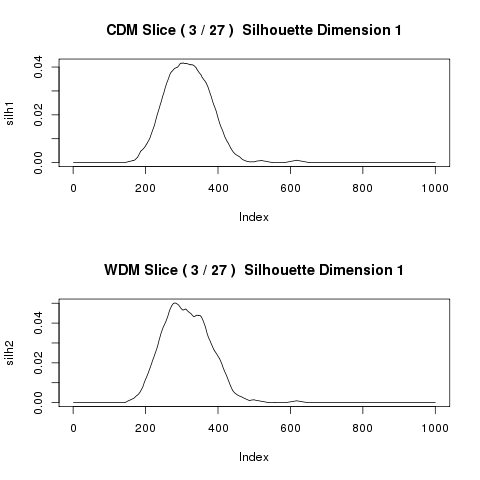 CDM Slice ( 3 / 27 )  Silhouette Dimension 1
silh1
0.04
0.02
0.00
0 200 400 600 800 1000
Index
WDM Slice ( 3 / 27 )  Silhouette Dimension 1
silh2
0.04
0.02
0.00
0 200 400 600 800 1000
Index